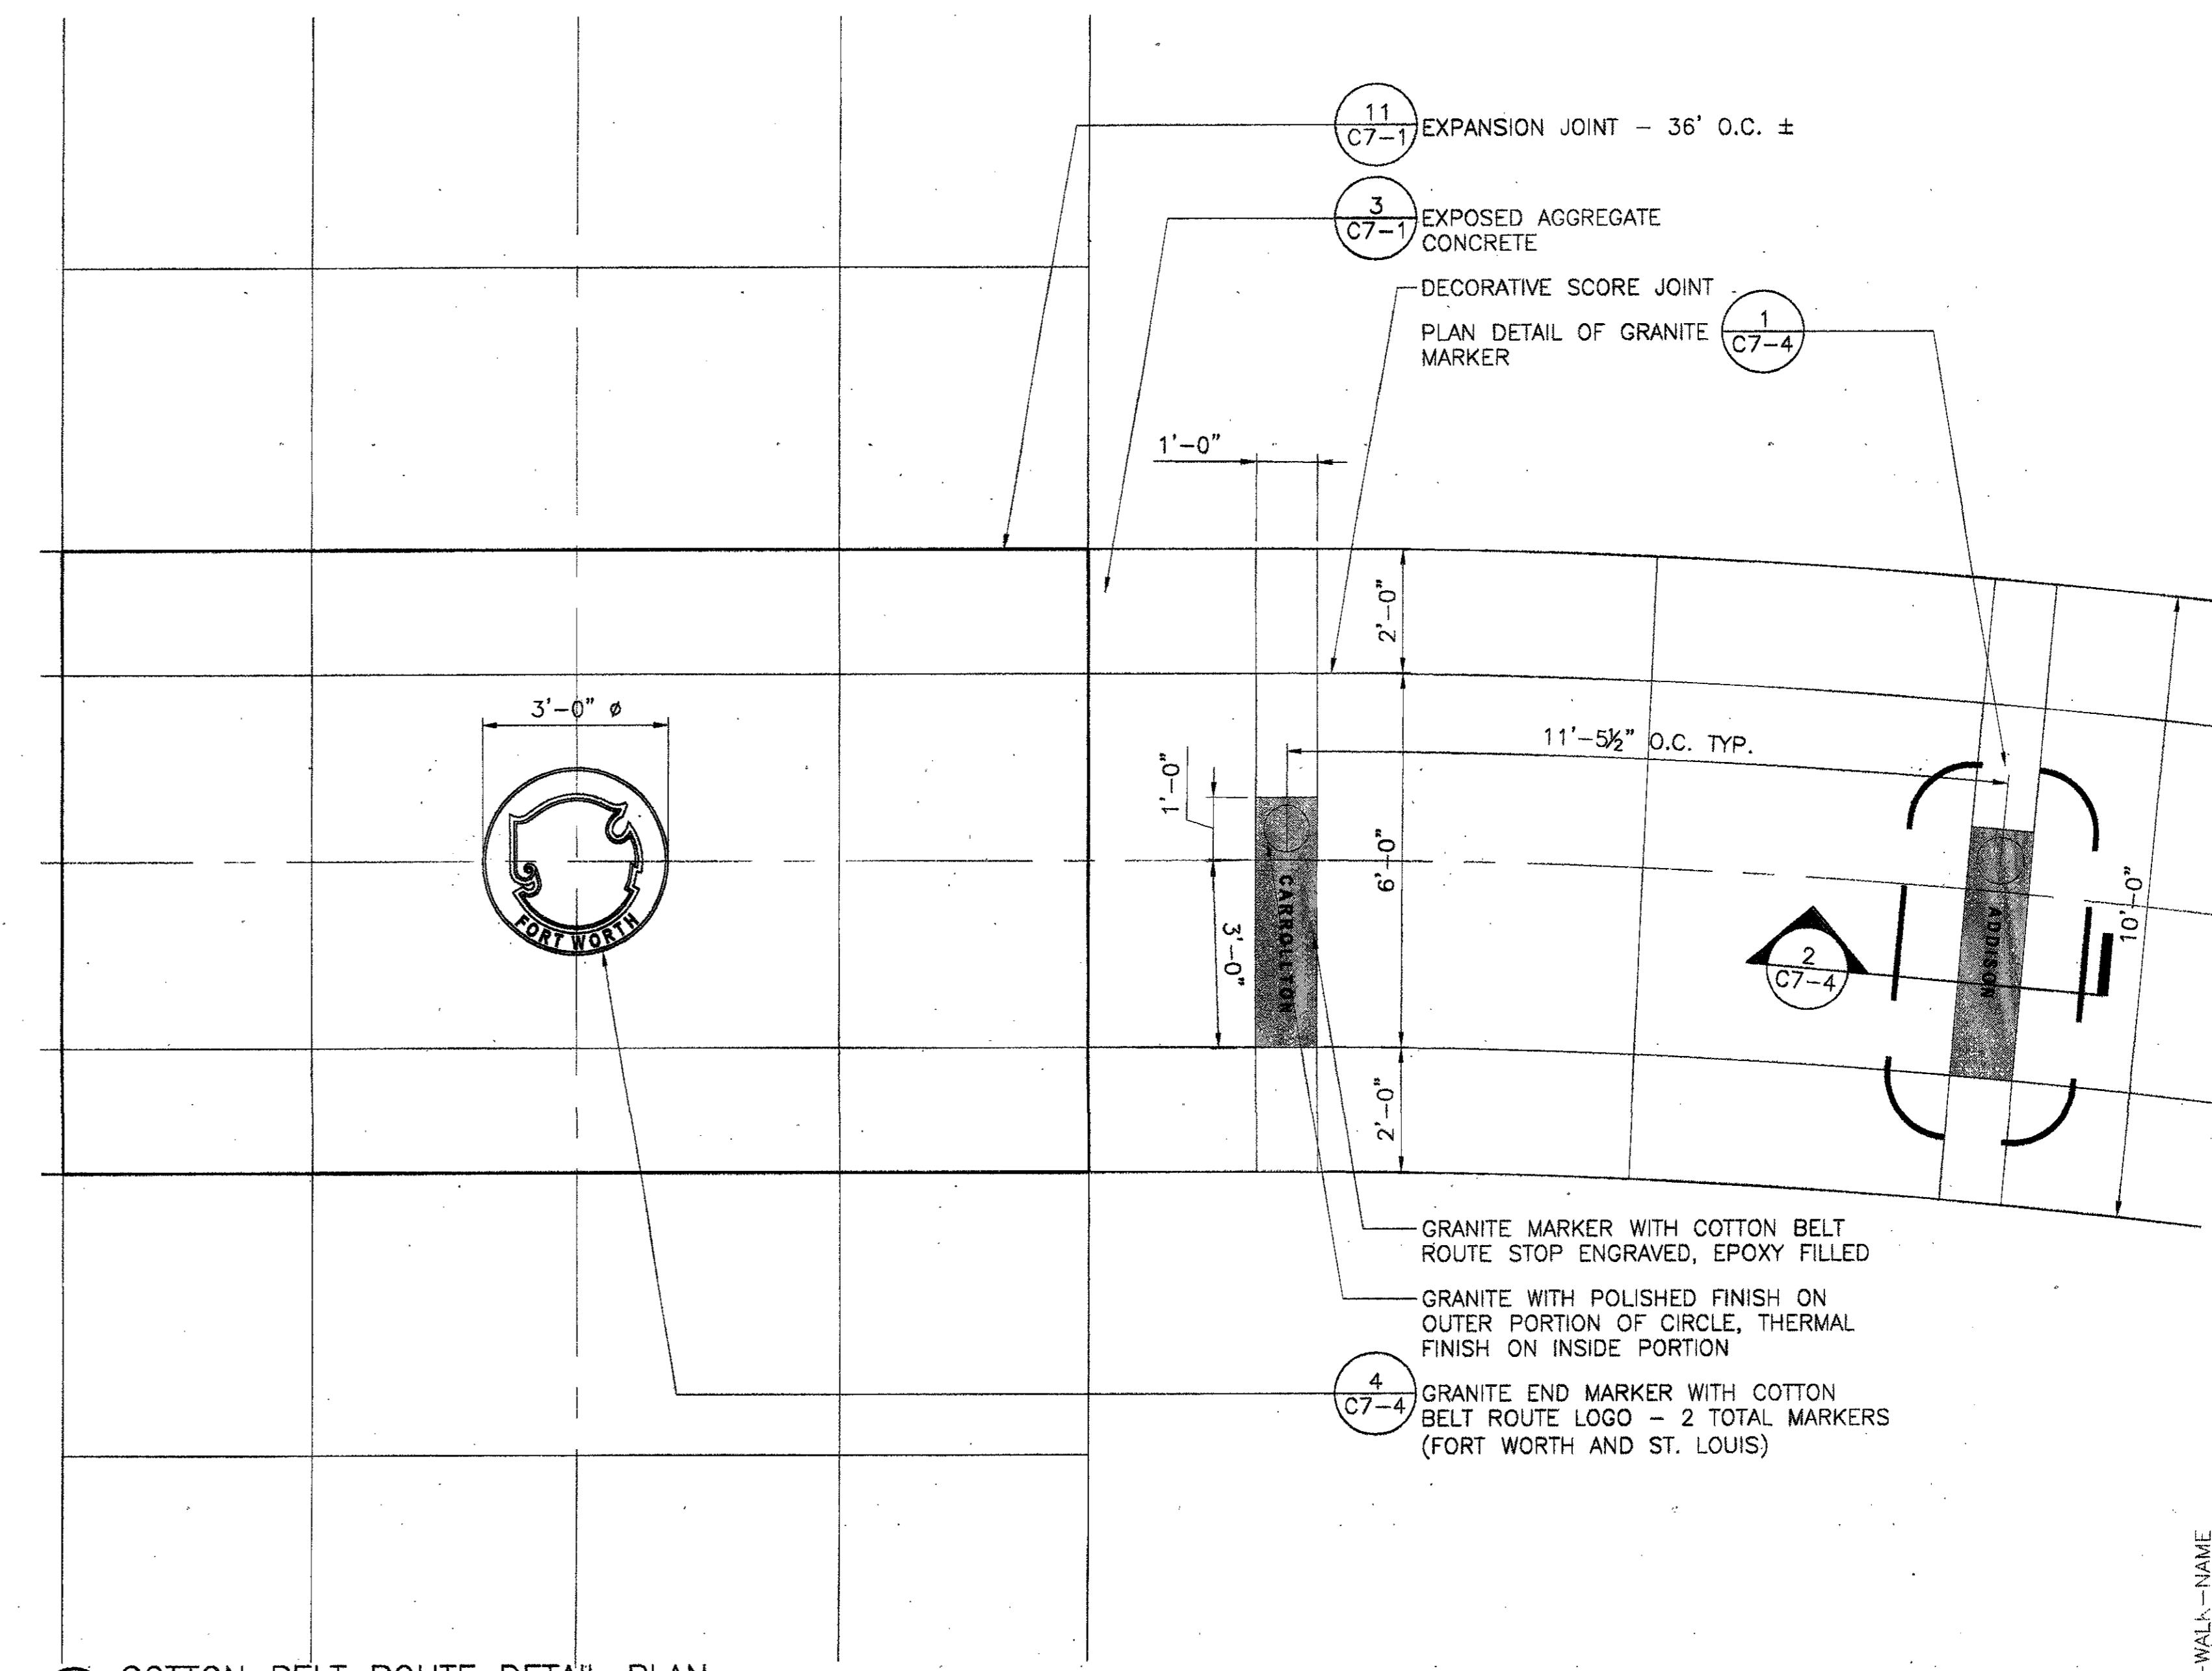 11
C7-1
EXPANSION JOINT - 36' O.C. ±
3
C7-1
EXPOSED AGGREGATE
CONCRETE
DECORATIVE SCORE JOINT
PLAN DETAIL OF GRANITE
MARKER
1
C7-4
1'-0"
2'-0"
3'-0" ø
11'-5½" O.C. TYP.
1'-0"
6'-0"
10'-0"
FORT WORTH
CARROLLTON
3'-0"
ADDISON
2
C7-4
2'-0"
GRANITE MARKER WITH COTTON BELT
ROUTE STOP ENGRAVED, EPOXY FILLED
GRANITE WITH POLISHED FINISH ON
OUTER PORTION OF CIRCLE, THERMAL
FINISH ON INSIDE PORTION
4
C7-4
GRANITE END MARKER WITH COTTON
BELT ROUTE LOGO - 2 TOTAL MARKERS
(FORT WORTH AND ST. LOUIS)
-WALK-NAME
COTTON BELT ROUTE DETAIL PLAN